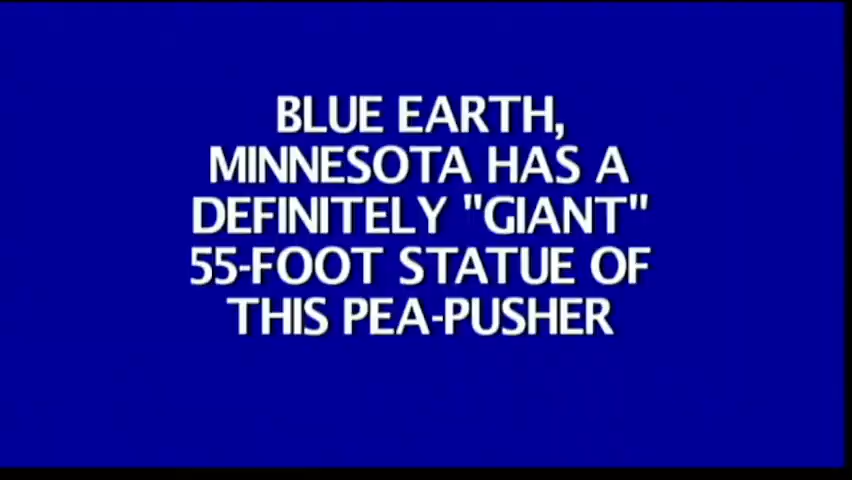 BLUE EARTH,
MINNESOTA HAS A
DEFINITELY "GIANT"
55-FOOT STATUE OF
THIS PEA-PUSHER